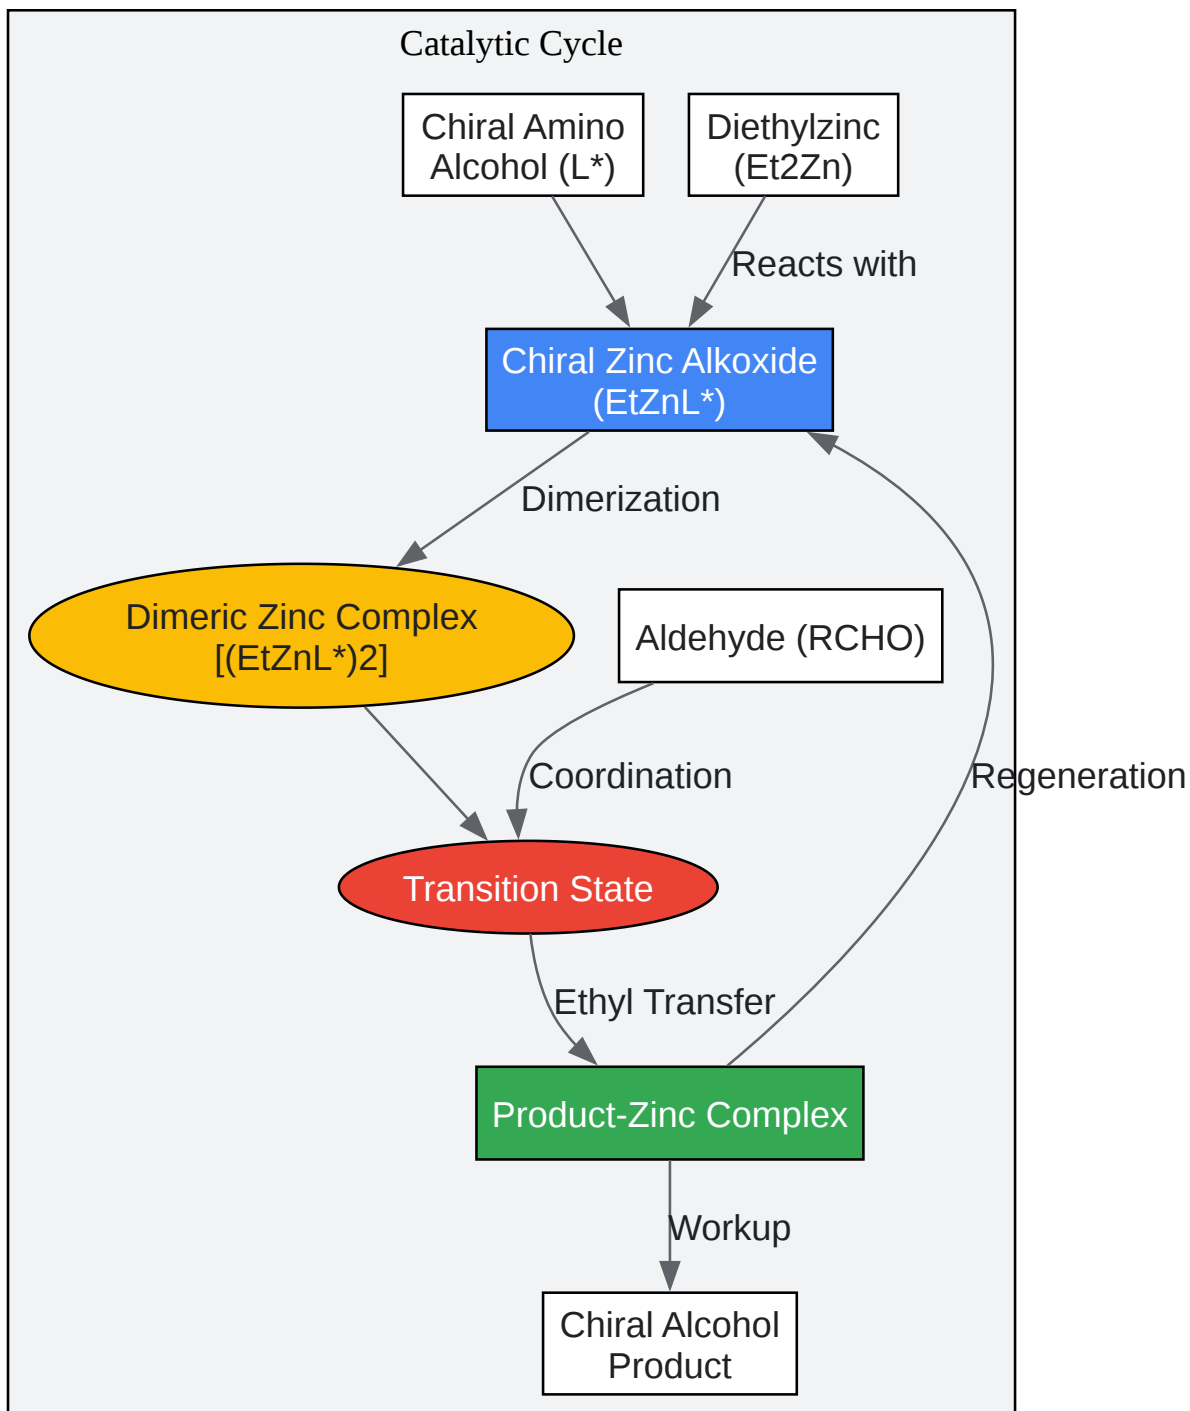 Catalytic Cycle
Chiral Amino
Alcohol (L*)
Diethylzinc
(Et2Zn)
Reacts with
Chiral Zinc Alkoxide
(EtZnL*)
Dimerization
Dimeric Zinc Complex
[(EtZnL*)2]
Aldehyde (RCHO)
Coordination
Regeneration
Transition State
Ethyl Transfer
Product-Zinc Complex
Workup
Chiral Alcohol
Product